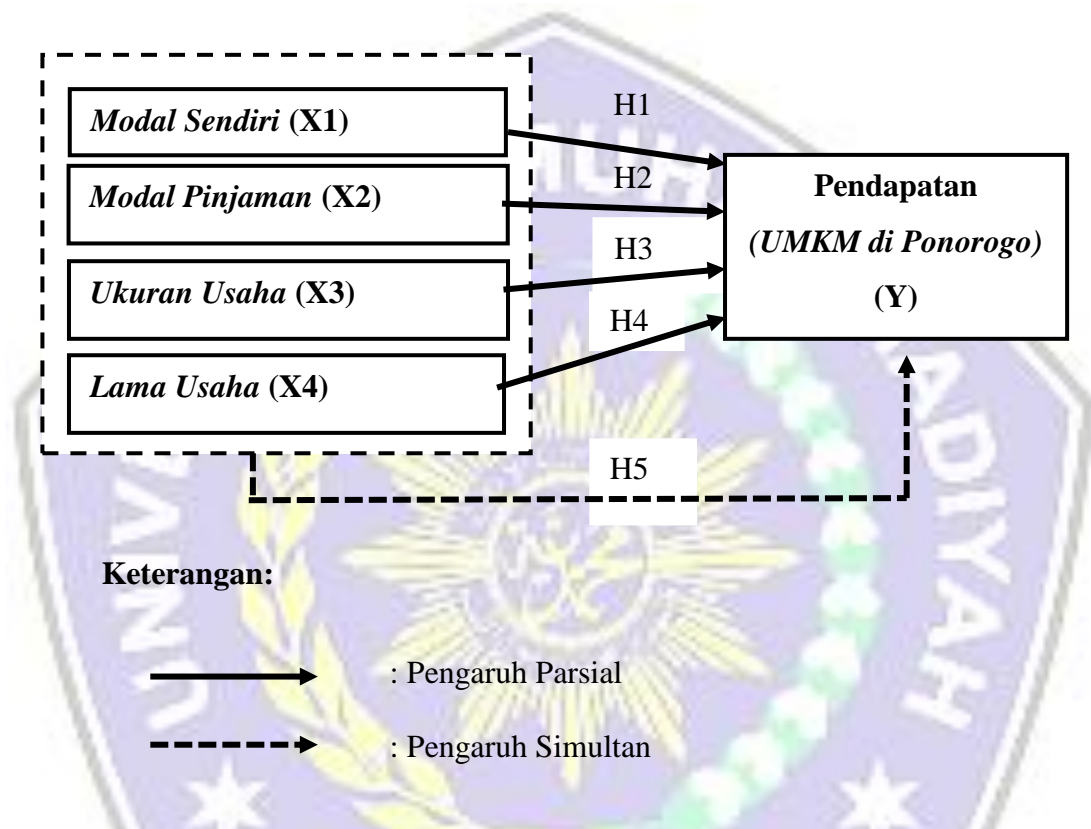 Modal Sendiri (X1)
Modal Pinjaman (X2)
Ukuran Usaha (X3)
Lama Usaha (X4)
H1
H2
H3
H4
H5
Pendapatan
(UMKM di Ponorogo)
(Y)
Keterangan:
: Pengaruh Parsial
: Pengaruh Simultan